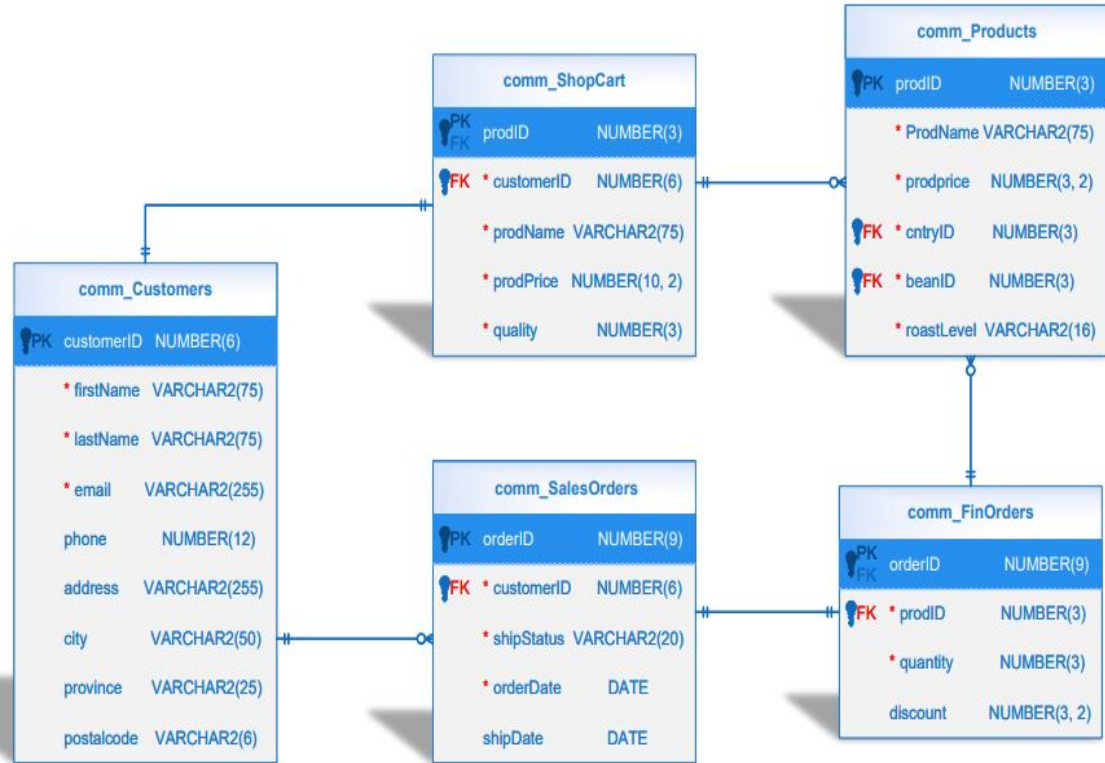 comm_Products
PK prodID NUMBER(3)
* ProdName VARCHAR2(75)
* prodprice NUMBER(3, 2)
FK * cntryID NUMBER(3)
FK * beanID NUMBER(3)
* roastLevel VARCHAR2(16)
comm_ShopCart
PK
FK prodID NUMBER(3)
FK * customerID NUMBER(6)
* prodName VARCHAR2(75)
* prodPrice NUMBER(10, 2)
* quality NUMBER(3)
comm_Customers
PK customerID NUMBER(6)
* firstName VARCHAR2(75)
* lastName VARCHAR2(75)
* email VARCHAR2(255)
phone NUMBER(12)
address VARCHAR2(255)
city VARCHAR2(50)
province VARCHAR2(25)
postalcode VARCHAR2(6)
comm_SalesOrders
PK orderID NUMBER(9)
FK * customerID NUMBER(6)
* shipStatus VARCHAR2(20)
* orderDate DATE
shipDate DATE
comm_FinOrders
PK
FK orderID NUMBER(9)
FK * prodID NUMBER(3)
* quantity NUMBER(3)
discount NUMBER(3, 2)